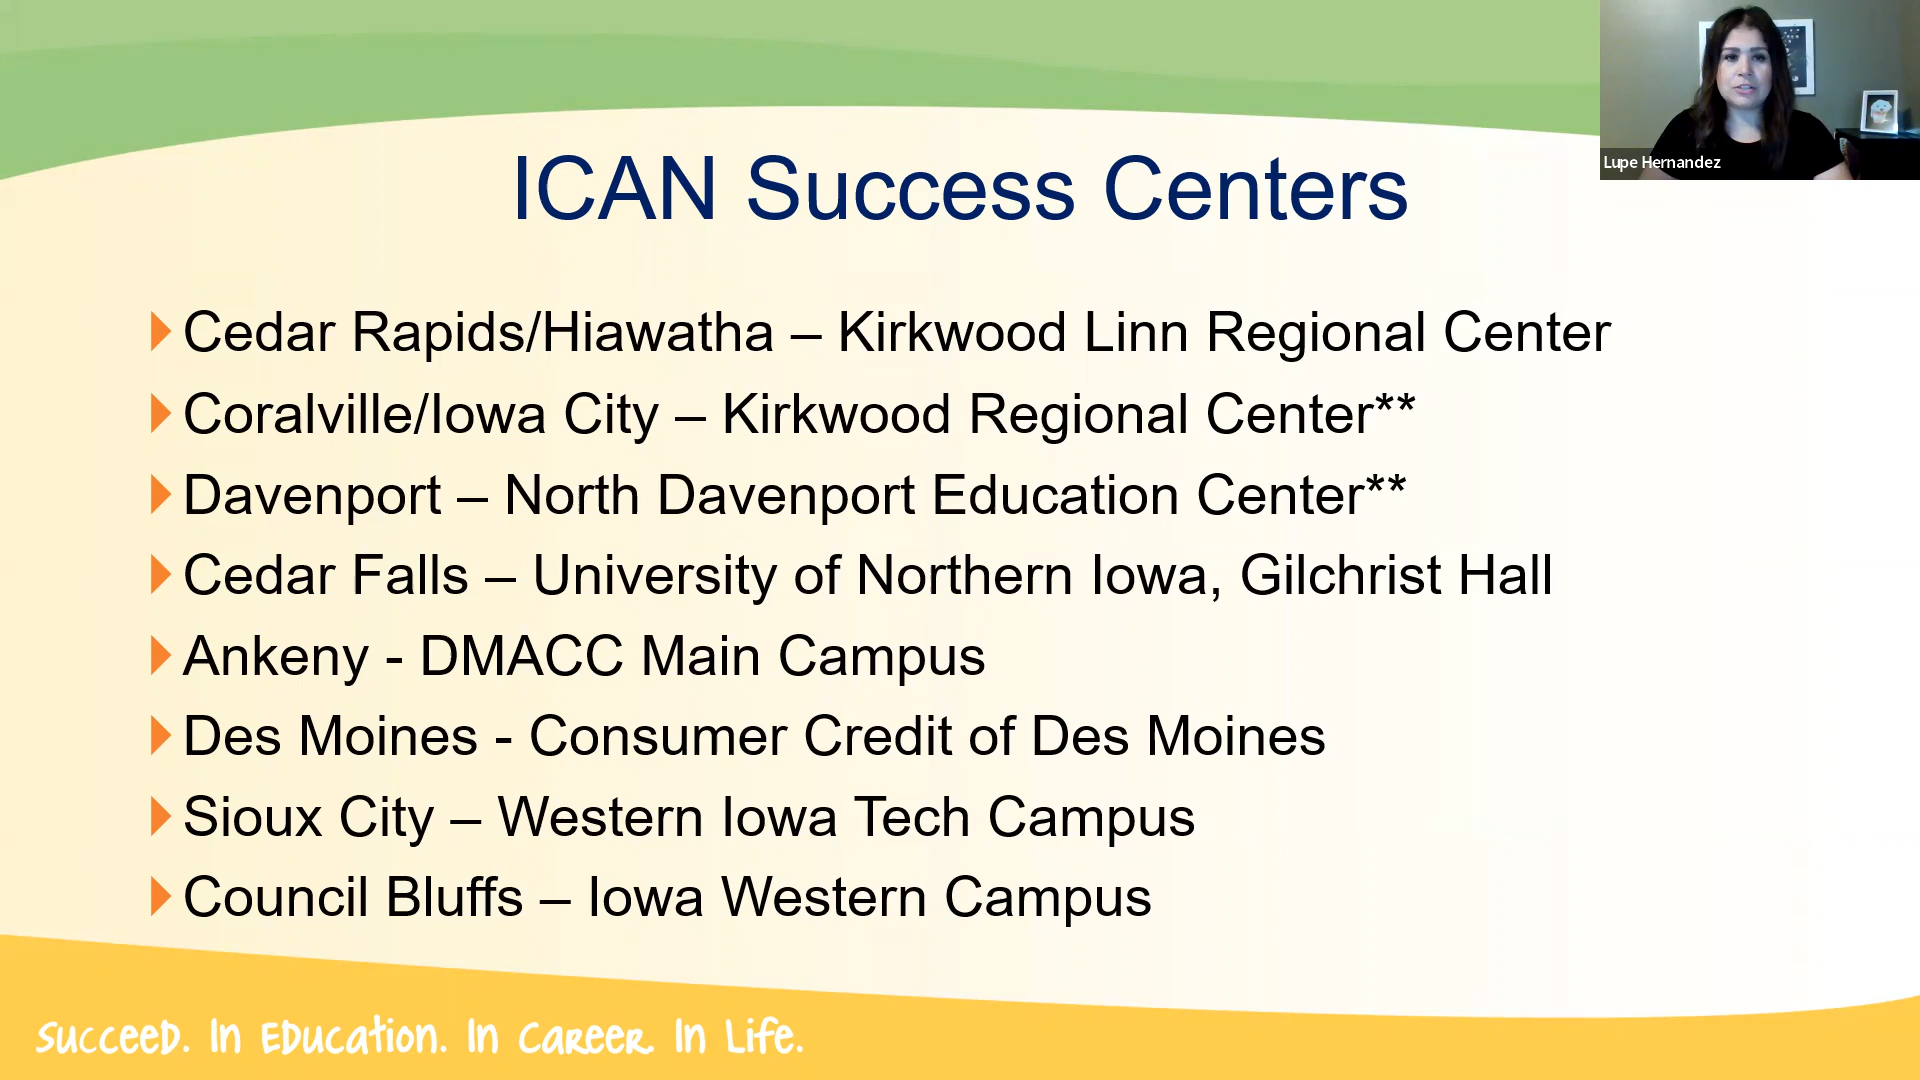 Lupe Hernandez
ICAN Success Centers
Cedar Rapids/Hiawatha – Kirkwood Linn Regional Center
Coralville/Iowa City – Kirkwood Regional Center**
Davenport – North Davenport Education Center**
Cedar Falls – University of Northern Iowa, Gilchrist Hall
Ankeny - DMACC Main Campus
Des Moines - Consumer Credit of Des Moines
Sioux City – Western Iowa Tech Campus
Council Bluffs – Iowa Western Campus
Succeed. In Education. In Career. In Life.